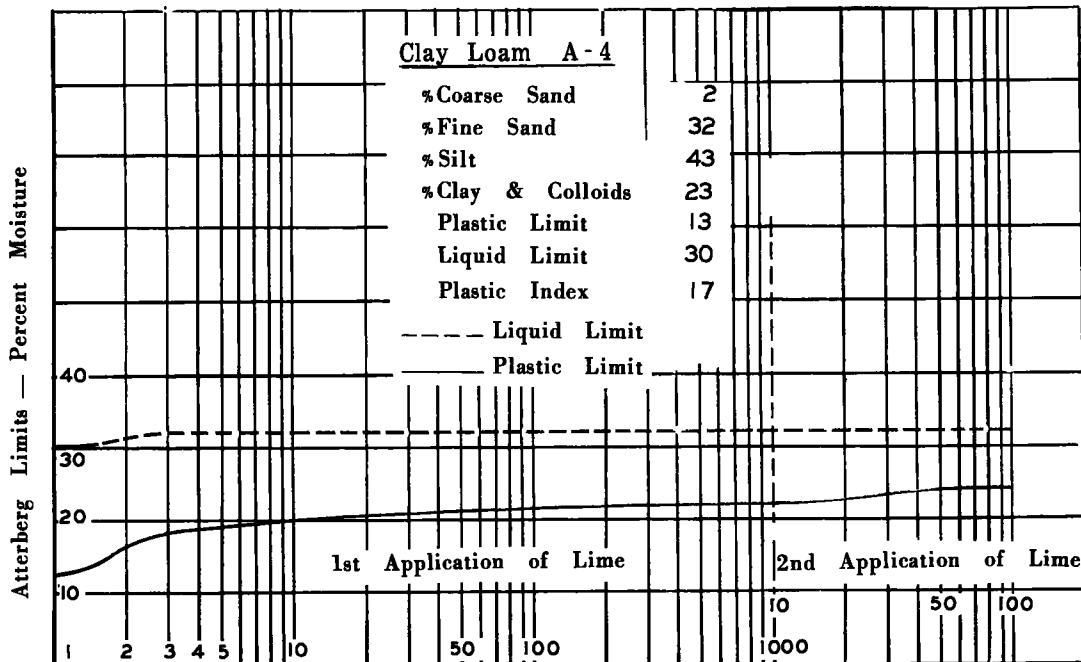 Clay Loam A-4
% Coarse Sand 2
% Fine Sand 32
% Silt 43
% Clay & Colloids 23
Plastic Limit 13
Liquid Limit 30
Plastic Index 17
Liquid Limit
Plastic Limit
Atterberg Limits — Percent Moisture
40
30
20
10
1st Application of Lime
2nd Application of Lime
10 50 100
1 2 3 4 5 10 50 100 1000